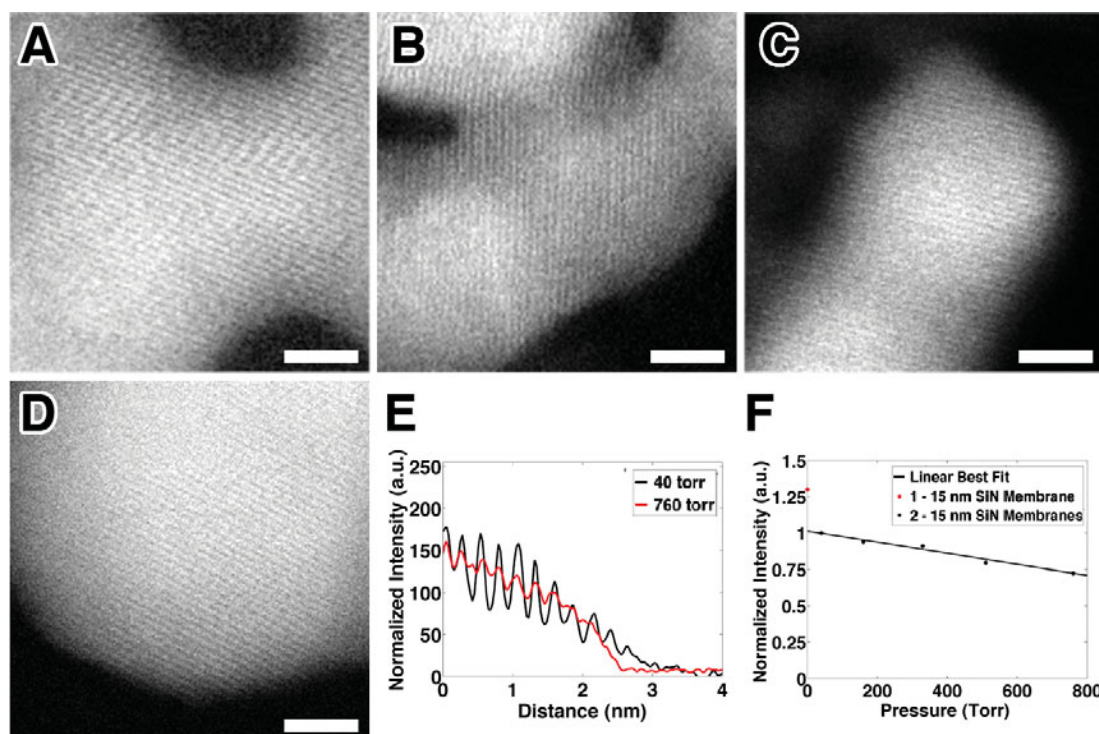 A
B
C
D
E
250
200
150
100
50
0
Normalized Intensity (a.u.)
40 torr
760 torr
0 1 2 3 4
Distance (nm)
F
1.5
1.25
1
0.75
0.5
0.25
0
Normalized Intensity (a.u.)
Linear Best Fit
1 - 15 nm SiN Membrane
2 - 15 nm SiN Membranes
0 200 400 600 800
Pressure (Torr)